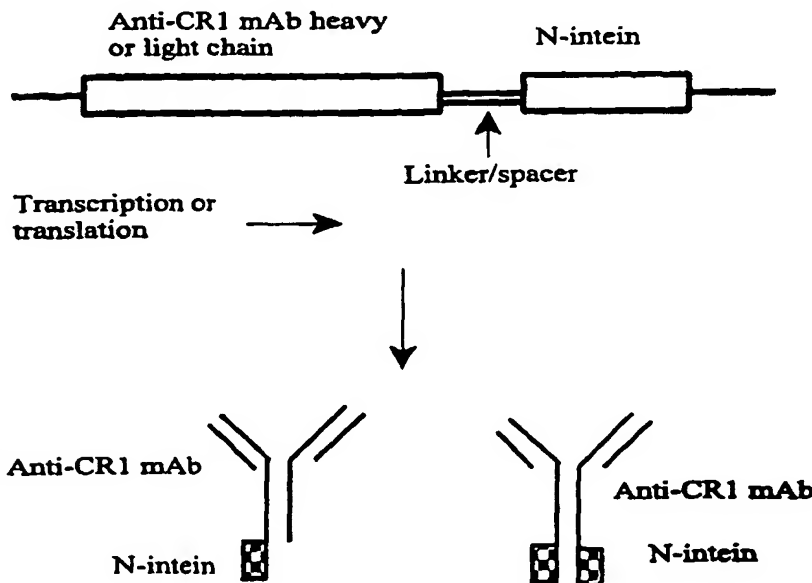 Anti-CR1 mAb heavy
or light chain
N-intein
Linker/spacer
Transcription or
translation
Anti-CR1 mAb
Anti-CR1 mAb
N-intein
N-intein